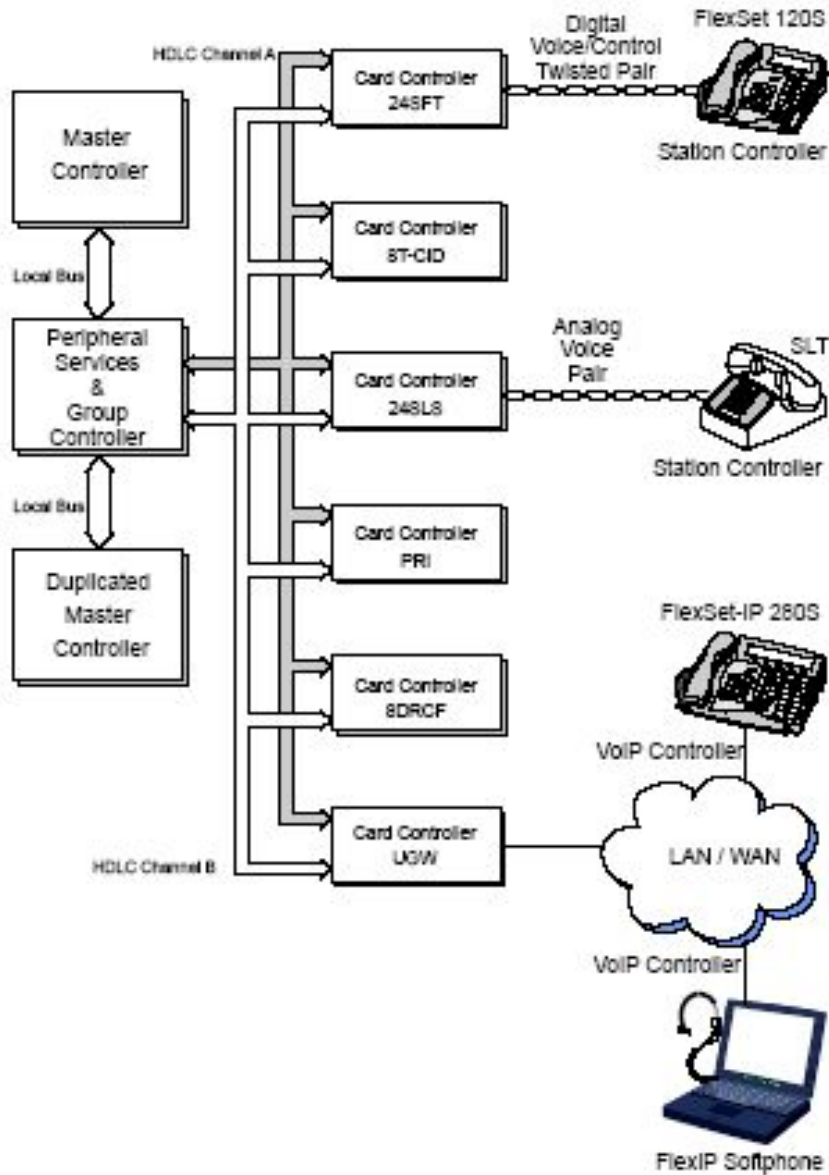 Digital
Voice/Control
Twisted Pair
FlexSet 120S
HDLC Channel A
Card Controller
24SFT
Station Controller
Master
Controller
Local Bus
Card Controller
8T-CID
Peripheral
Services
&
Group
Controller
Analog
Voice
Pair
SLT
Card Controller
24SLS
Station Controller
Local Bus
Card Controller
PRI
Duplicated
Master
Controller
FlexSet-IP 280S
Card Controller
8DRCF
VoIP Controller
Card Controller
UGW
HDLC Channel B
LAN / WAN
VoIP Controller
FlexIP Softphone